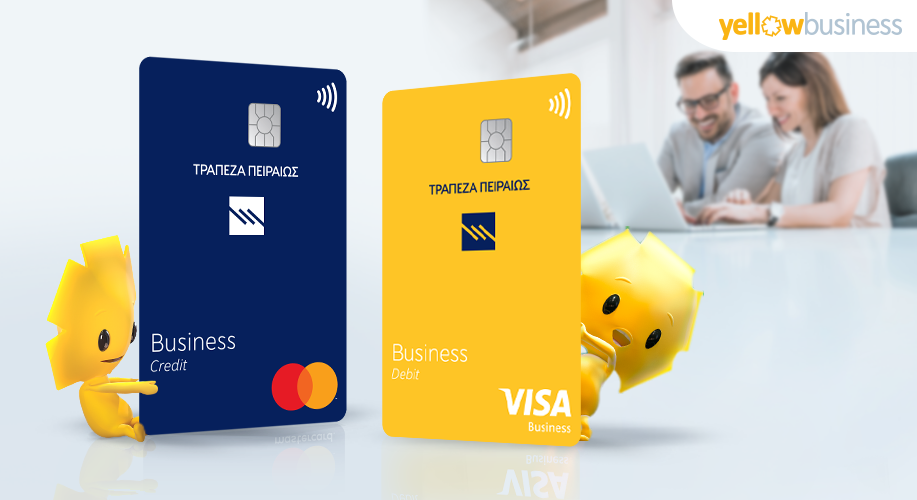 yellowbusiness
ΤΡΑΠΕΖΑ ΠΕΙΡΑΙΩΣ
Business
Credit
ΤΡΑΠΕΖΑ ΠΕΙΡΑΙΩΣ
Business
Debit
VISA
Business